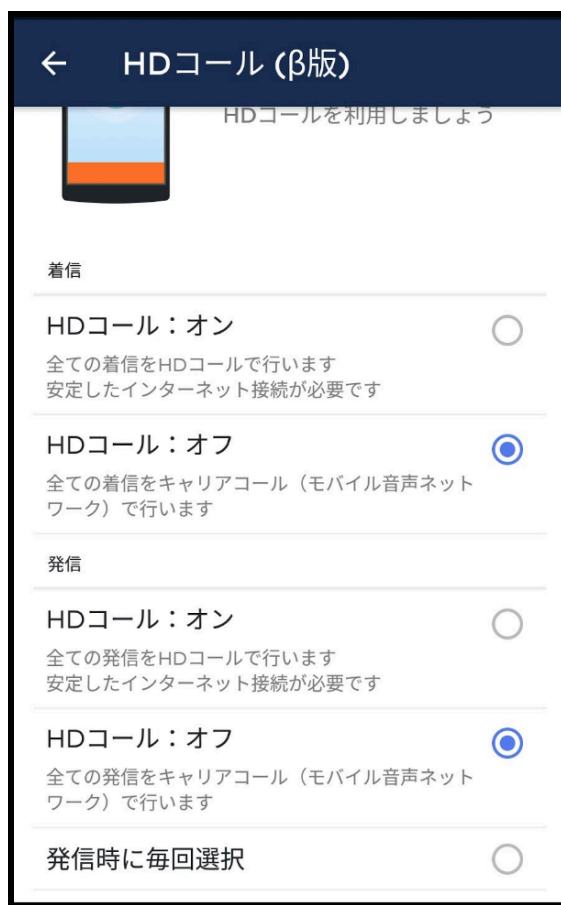 HDコール (β版)
HDコールを利用しましょう
着信
HDコール：オン
全ての着信をHDコールで行います
安定したインターネット接続が必要です
HDコール：オフ
全ての着信をキャリアコール（モバイル音声ネット
ワーク）で行います
発信
HDコール：オン
全ての発信をHDコールで行います
安定したインターネット接続が必要です
HDコール：オフ
全ての発信をキャリアコール（モバイル音声ネット
ワーク）で行います
発信時に毎回選択